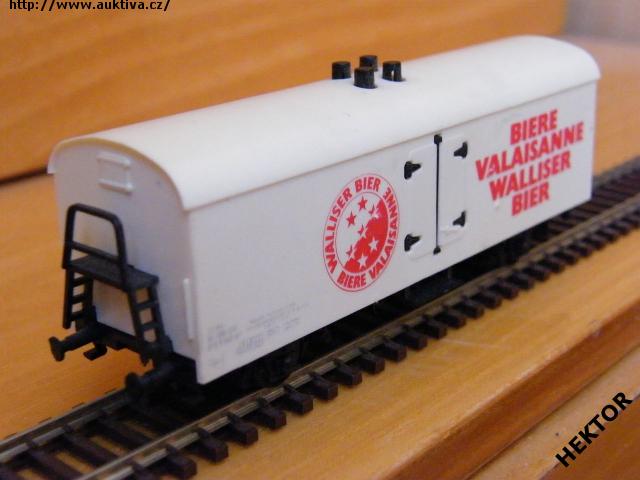 http://www.auktiva.cz/
BIERE
VALAISANNE
WALLISER
BIER
WALLISER BIER
BIERE VALAISANNE
HEKTOR